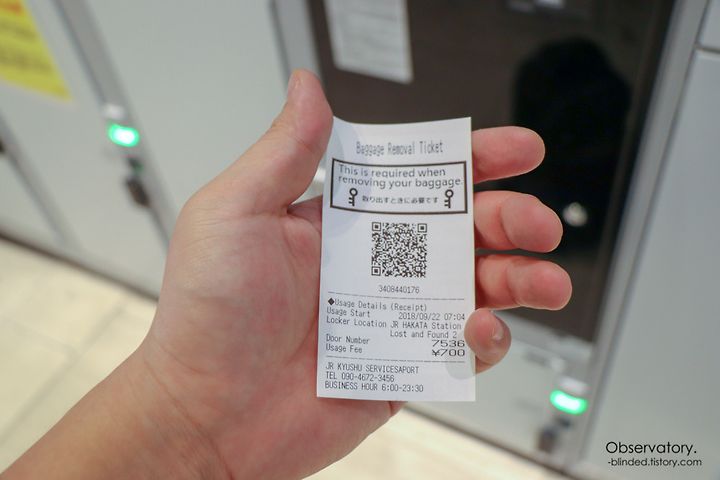 Baggage Removal Ticket
This is required when
removing your baggage.
取り出すときに必要です
3408440176
◆Usage Details (Receipt)
Usage Start 2018/09/22 07:04
Locker Location JR HAKATA Station
Lost and Found 2
Door Number 7536
Usage Fee ¥700
JR KYUSHU SERVICESAPORT
TEL 090-4672-3456
BUSINESS HOUR 6:00-23:30
Observatory.
-blinded.tistory.com